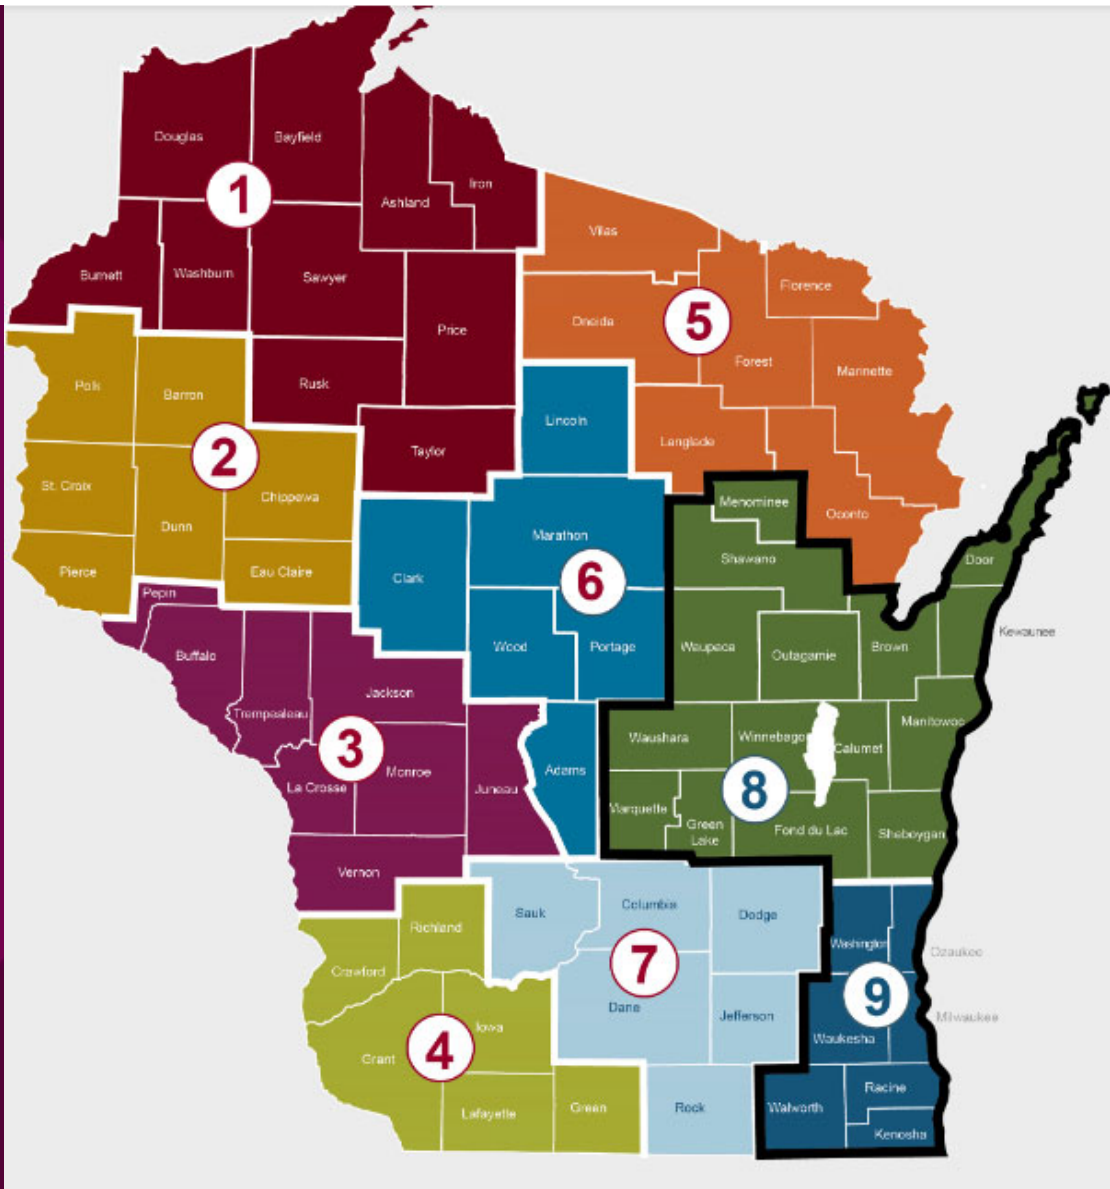 Douglas
Bayfield
Ashland
Iron
1
Burnett
Washburn
Sawyer
Price
Rusk
Taylor
Vilas
Florence
Oneida
5
Forest
Marinette
Langlade
Oconto
Polk
Barron
2
St. Croix
Chippewa
Dunn
Pierce
Eau Claire
Lincoln
Marathon
Clark
6
Wood
Portage
Adams
Menominee
Shawano
Door
Kewaunee
Waupaca
Outagamie
Brown
Waushara
Winnebago
Calumet
Manitowoc
8
Marquette
Green
Lake
Fond du Lac
Sheboygan
Pepin
Buffalo
Trempealeau
Jackson
3
La Crosse
Monroe
Juneau
Vernon
Richland
Crawford
4
Iowa
Grant
Lafayette
Green
Sauk
Columbia
Dodge
7
Dane
Jefferson
Rock
Washington
Ozaukee
9
Milwaukee
Waukesha
Walworth
Racine
Kenosha